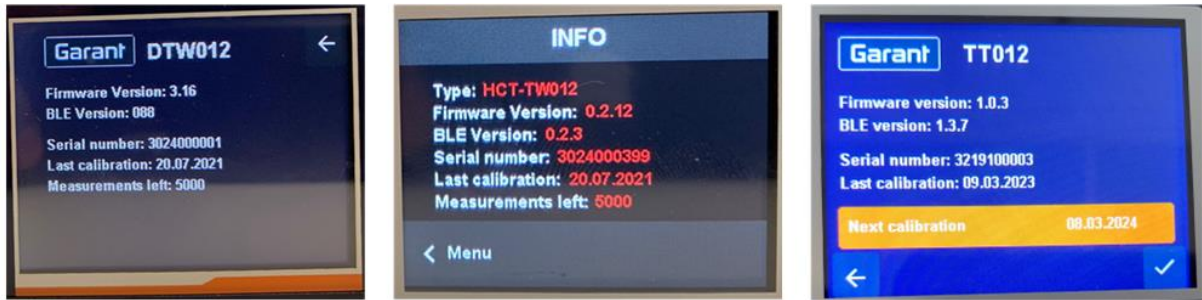 Garant DTW012
Firmware Version: 3.16
BLE Version: 088
Serial number: 3024000001
Last calibration: 20.07.2021
Measurements left: 5000
INFO
Type: HCT-TW012
Firmware Version: 0.2.12
BLE Version: 0.2.3
Serial number: 3024000399
Last calibration: 20.07.2021
Measurements left: 5000
Menu
Garant TT012
Firmware version: 1.0.3
BLE version: 1.3.7
Serial number: 3219100003
Last calibration: 09.03.2023
Next calibration 08.03.2024